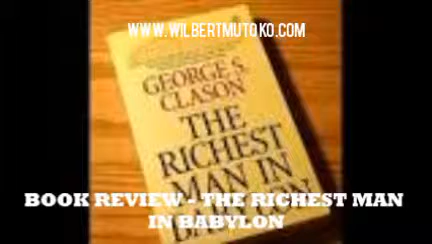 WWW.WILBERTMUTOKO.COM
GEORGE S.
CLASON
THE
RICHEST
MAN IN
BOOK REVIEW - THE RICHEST MAN
IN BABYLON